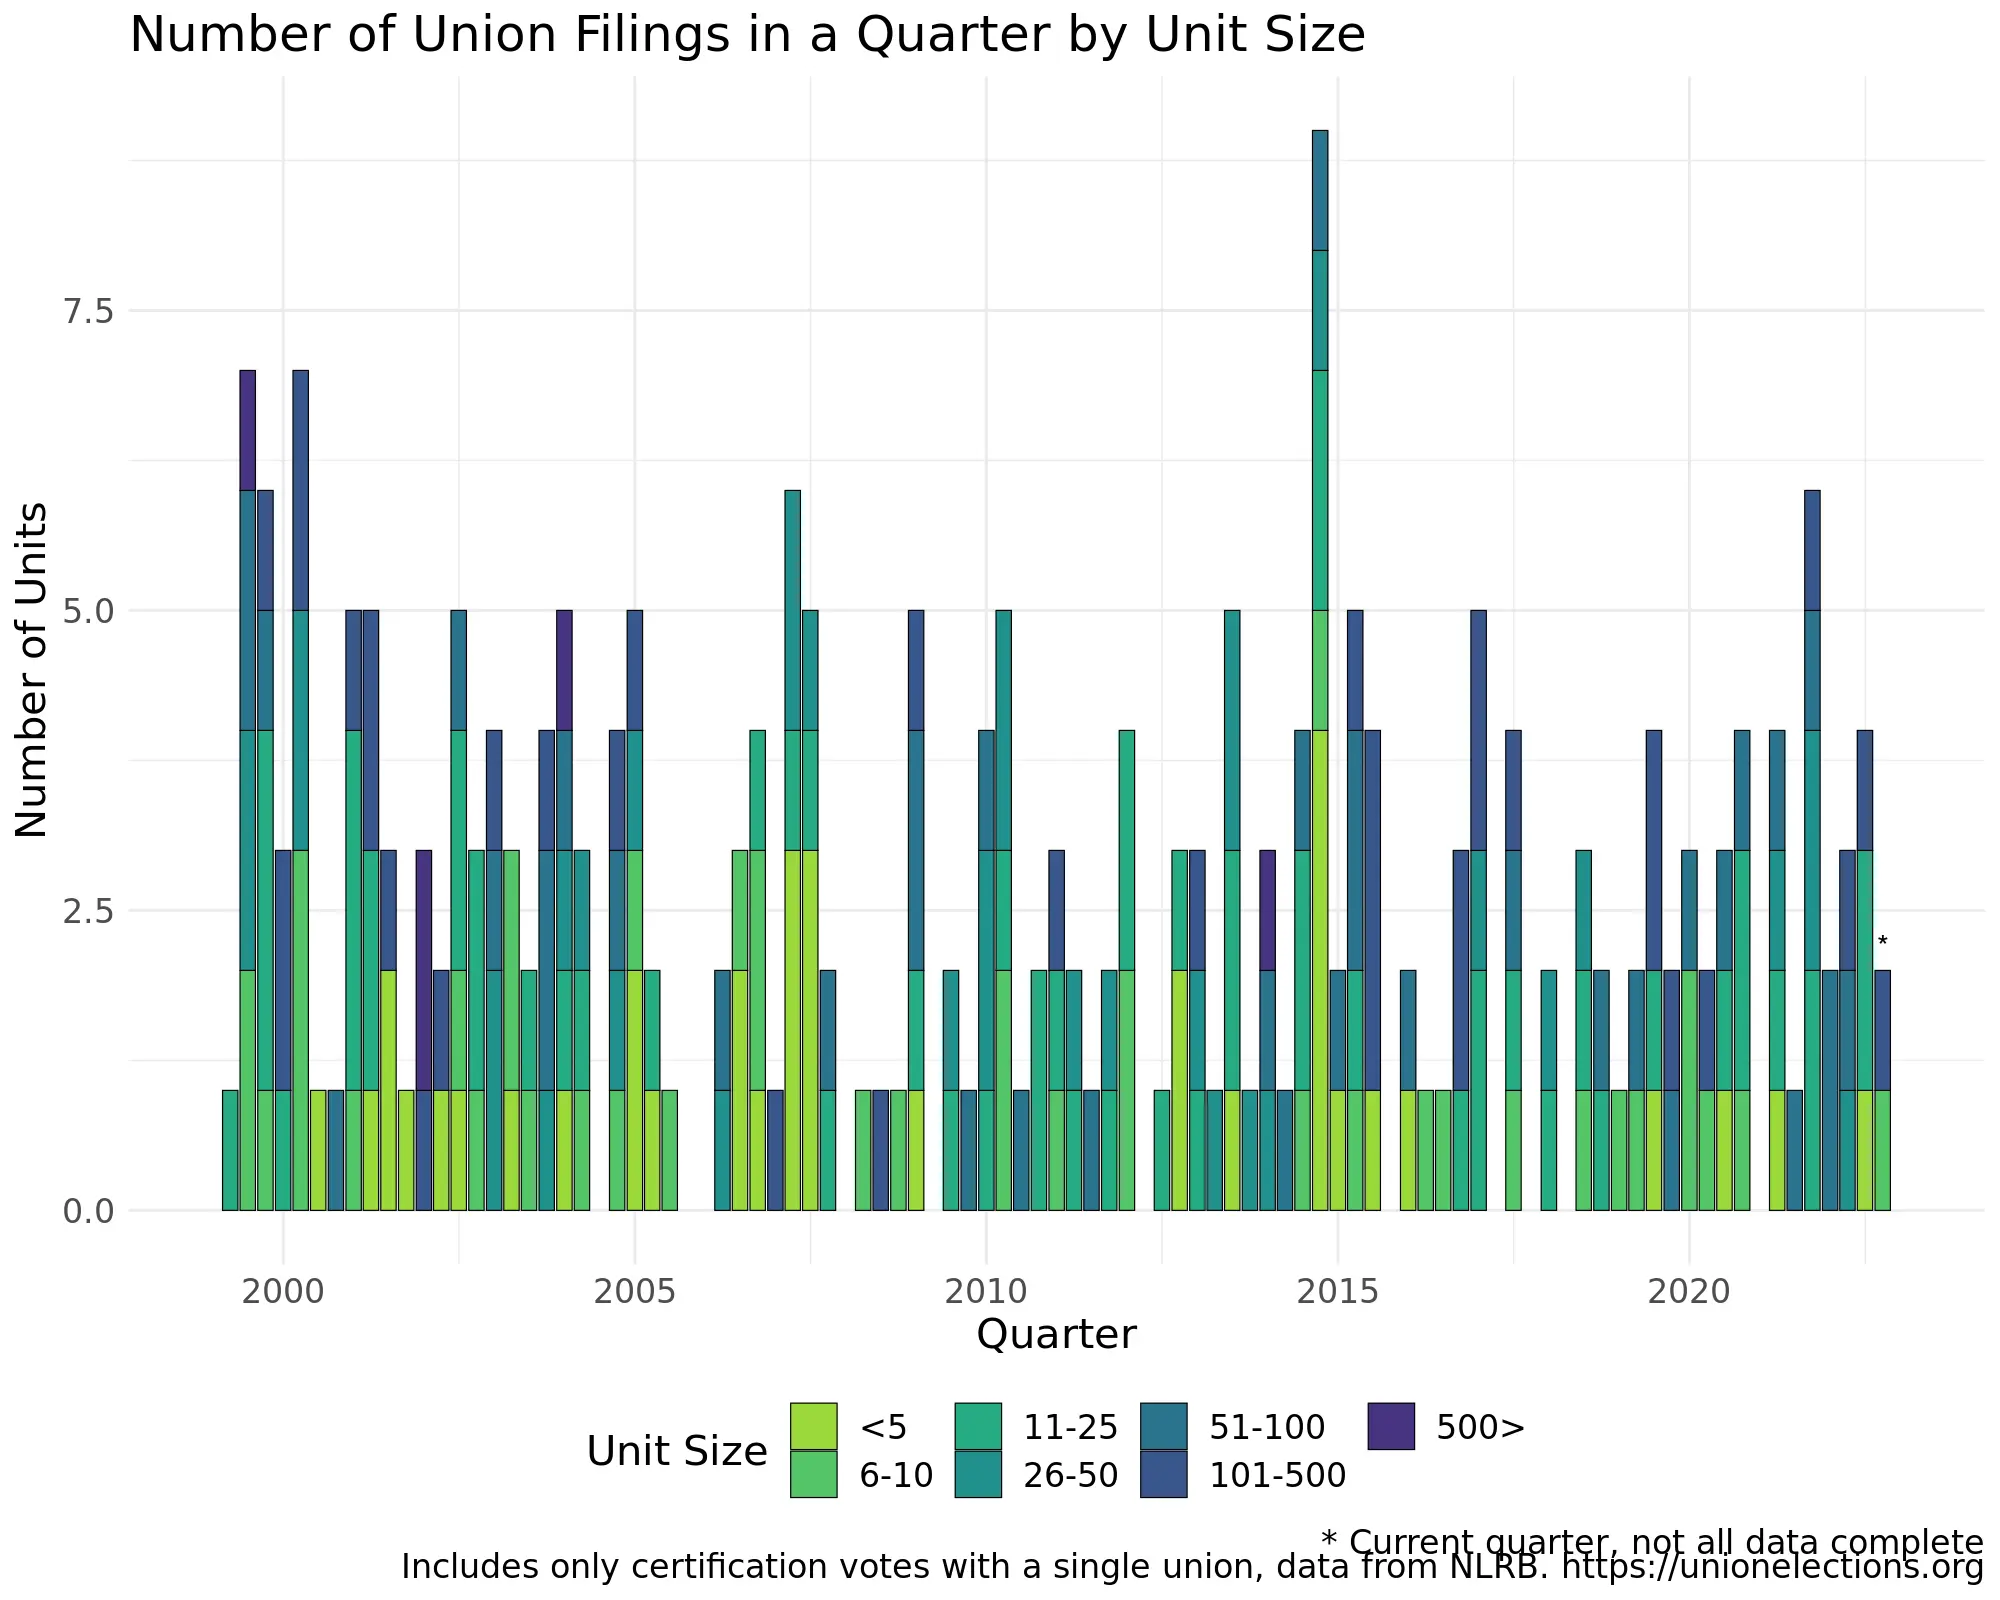 Number of Union Filings in a Quarter by Unit Size
Number of Units
7.5
5.0
2.5
0.0
*
2000 2005 2010 2015 2020
Quarter
Unit Size
<5 11-25 51-100 500>
6-10 26-50 101-500
* Current quarter, not all data complete
Includes only certification votes with a single union, data from NLRB. https://unionelections.org